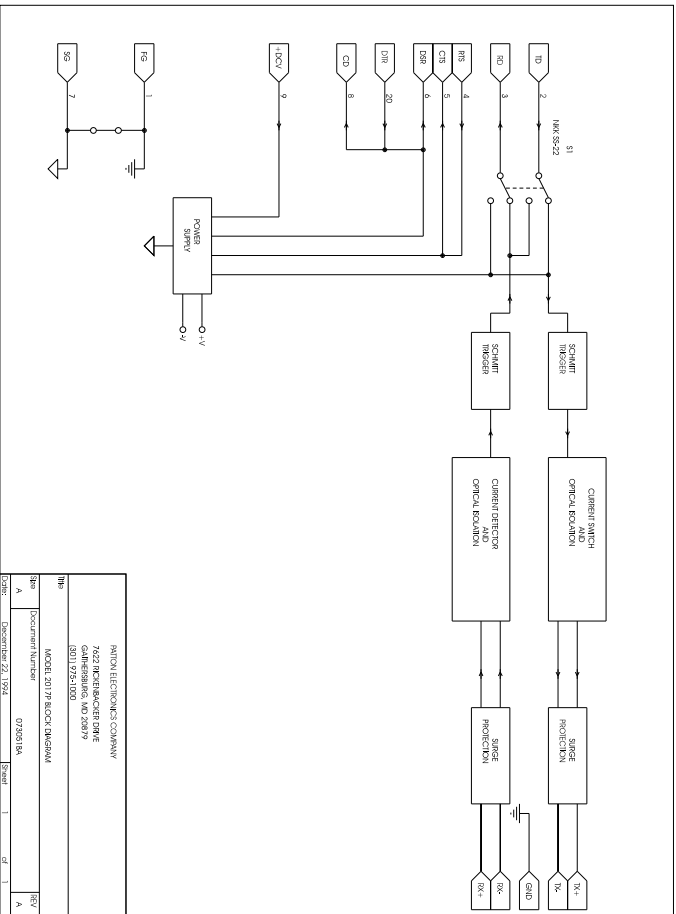 TD
2
RD
3
RTS
4
CTS
5
DSR
6
DTR
20
CD
8
+DCV
9
FG
1
SG
7
S1
NKK SS-22
POWER
SUPPLY
+V
-V
SCHMITT
TRIGGER
SCHMITT
TRIGGER
CURRENT SWITCH
AND
OPTICAL ISOLATION
CURRENT DETECTOR
AND
OPTICAL ISOLATION
SURGE
PROTECTION
SURGE
PROTECTION
TX+
TX-
GND
RX-
RX+
PATTON ELECTRONICS COMPANY
7622 RICKENBACKER DRIVE
GAITHERSBURG, MD 20879
(301) 975-1000
Title
MODEL 2017P BLOCK DIAGRAM
Size Document Number REV
A 073051BA A
Date: December 22, 1994 Sheet 1 of 1